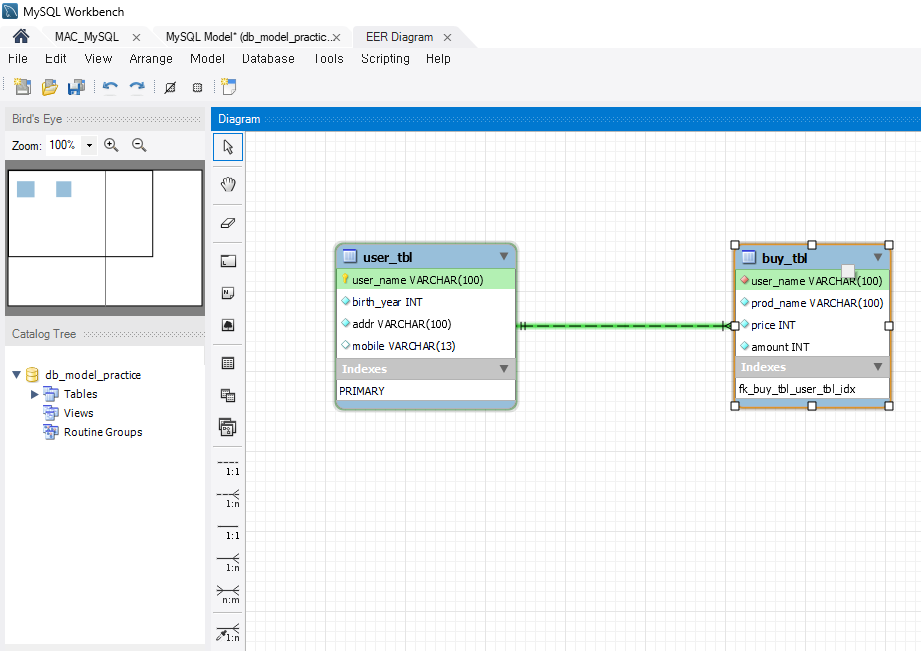 MySQL Workbench
MAC_MySQL
MySQL Model* (db_model_practic...
EER Diagram
File Edit View Arrange Model Database Tools Scripting Help
Bird's Eye
Diagram
Zoom: 100%
user_tbl
user_name VARCHAR(100)
birth_year INT
addr VARCHAR(100)
mobile VARCHAR(13)
Indexes
PRIMARY
buy_tbl
user_name VARCHAR(100)
prod_name VARCHAR(100)
price INT
amount INT
Indexes
fk_buy_tbl_user_tbl_idx
Catalog Tree
db_model_practice
Tables
Views
Routine Groups
1:1
1:n
1:1
1:n
n:m
1:n